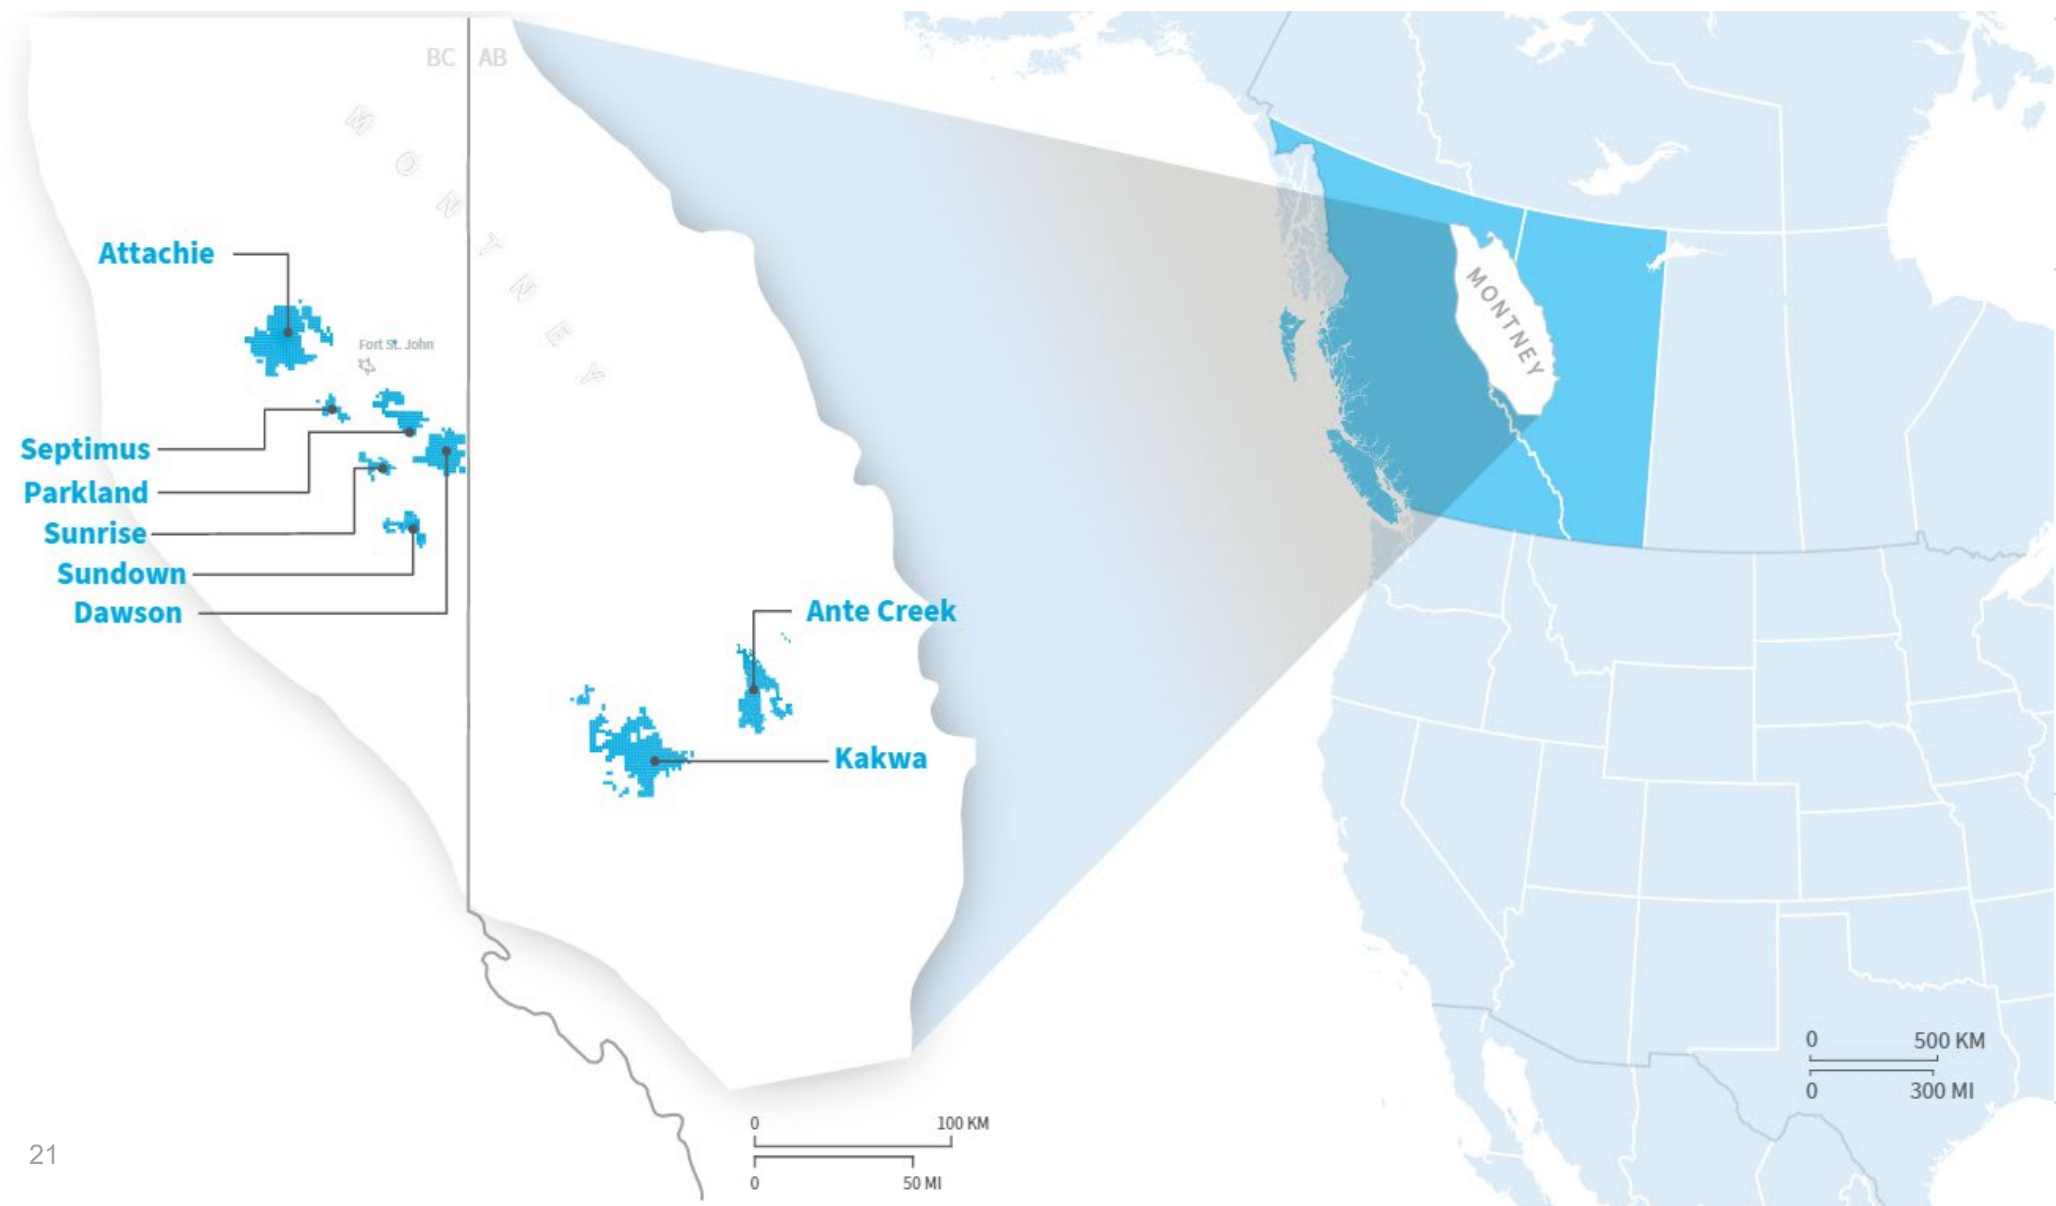 BC AB
MONTNEY
Attachie
Fort St. John
Septimus
Parkland
Sunrise
Sundown
Dawson
Ante Creek
Kakwa
MONTNEY
0 500 KM
0 300 MI
0 100 KM
0 50 MI
21